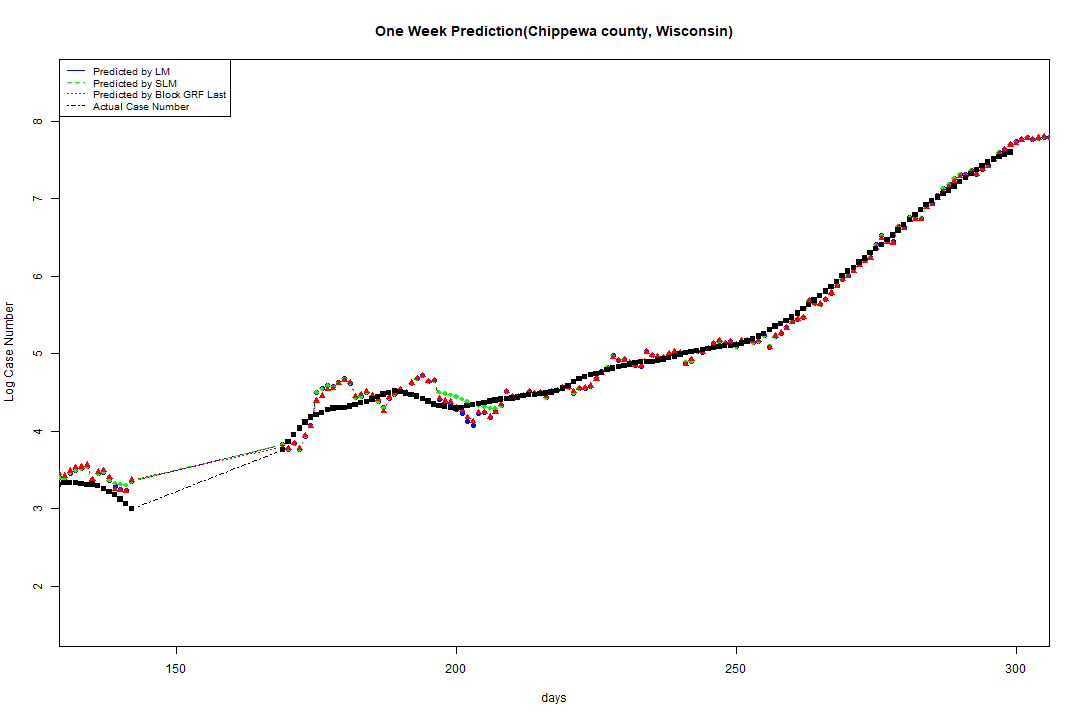 One Week Prediction(Chippewa county, Wisconsin)
Predicted by LM
Predicted by SLM
Predicted by Block GRF Last
Actual Case Number
8
7
6
5
4
3
2
Log Case Number
150 200 250 300
days